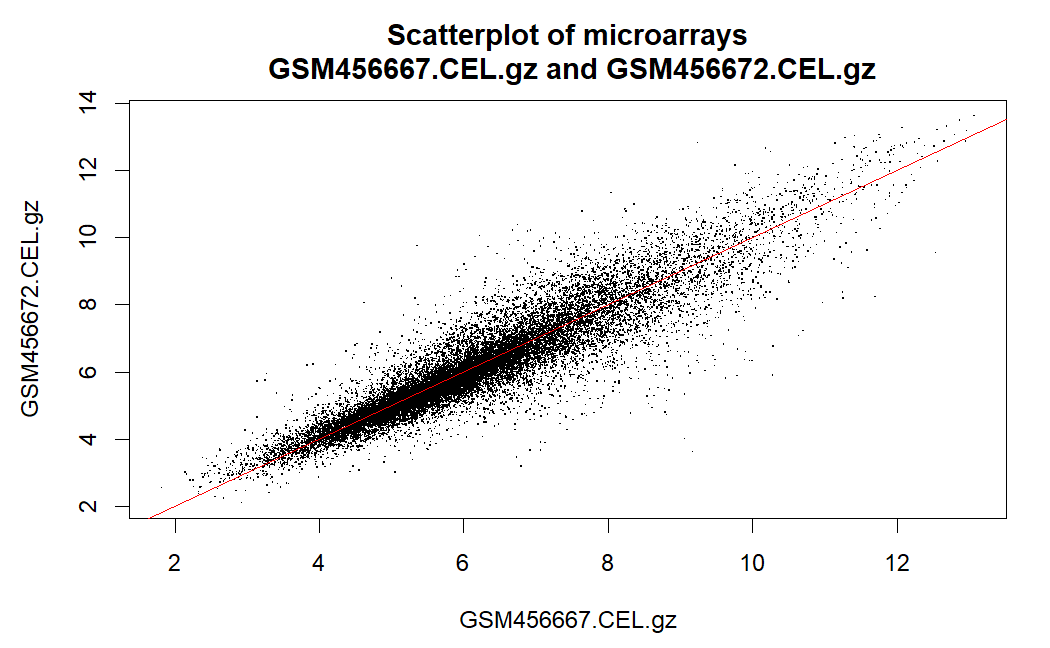 Scatterplot of microarrays
GSM456667.CEL.gz and GSM456672.CEL.gz
14
12
10
8
6
4
2
GSM456672.CEL.gz
2 4 6 8 10 12
GSM456667.CEL.gz